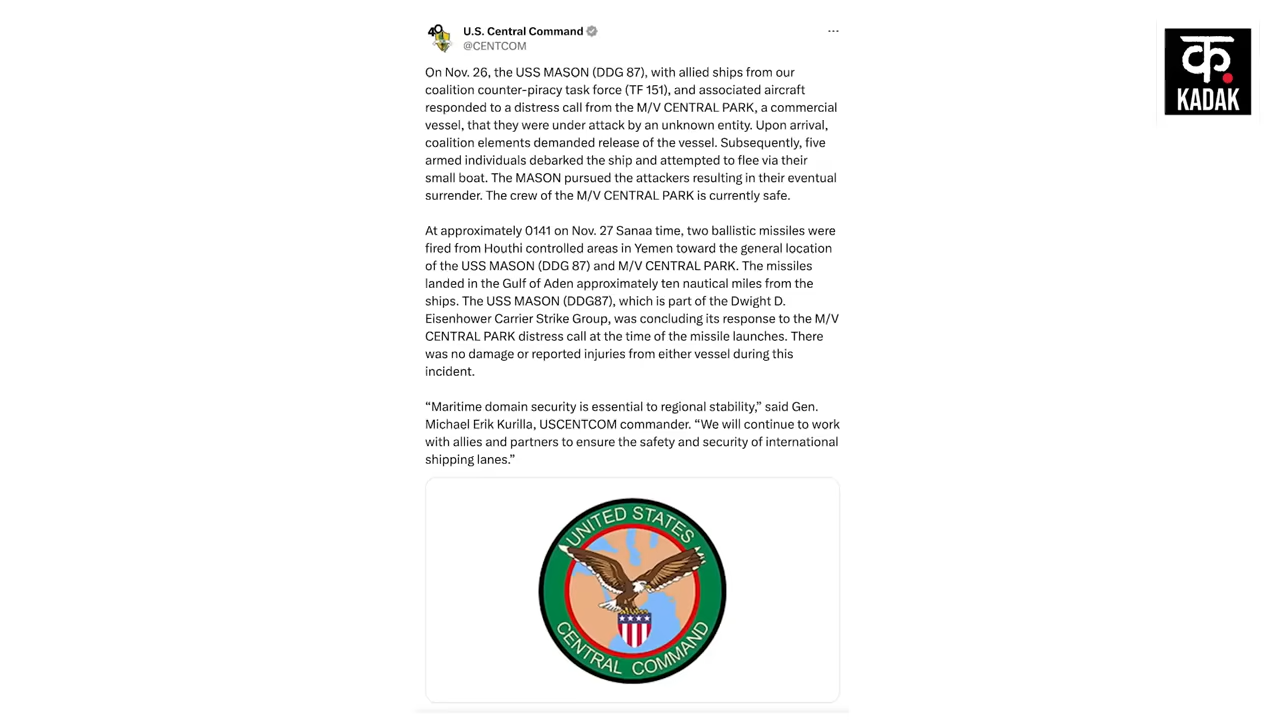 40
U.S. Central Command
@CENTCOM
On Nov. 26, the USS MASON (DDG 87), with allied ships from our
coalition counter-piracy task force (TF 151), and associated aircraft
responded to a distress call from the M/V CENTRAL PARK, a commercial
vessel, that they were under attack by an unknown entity. Upon arrival,
coalition elements demanded release of the vessel. Subsequently, five
armed individuals debarked the ship and attempted to flee via their
small boat. The MASON pursued the attackers resulting in their eventual
surrender. The crew of the M/V CENTRAL PARK is currently safe.
At approximately 0141 on Nov. 27 Sanaa time, two ballistic missiles were
fired from Houthi controlled areas in Yemen toward the general location
of the USS MASON (DDG 87) and M/V CENTRAL PARK. The missiles
landed in the Gulf of Aden approximately ten nautical miles from the
ships. The USS MASON (DDG87), which is part of the Dwight D.
Eisenhower Carrier Strike Group, was concluding its response to the M/V
CENTRAL PARK distress call at the time of the missile launches. There
was no damage or reported injuries from either vessel during this
incident.
“Maritime domain security is essential to regional stability,” said Gen.
Michael Erik Kurilla, USCENTCOM commander. “We will continue to work
with allies and partners to ensure the safety and security of international
shipping lanes.”
UNITED STATES
CENTRAL COMMAND
क
KADAK